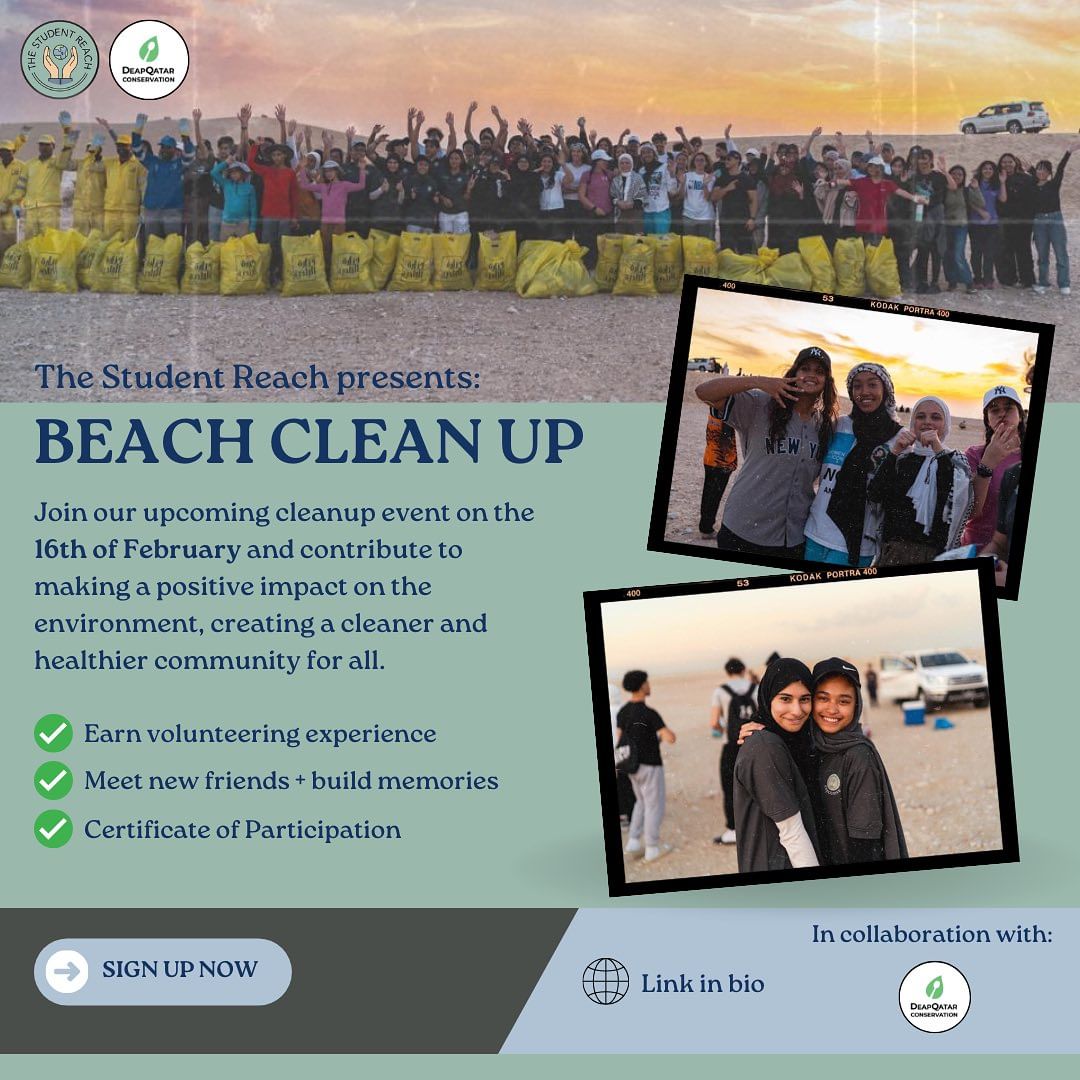 THE STUDENT REACH
DEAPQATAR
CONSERVATION
The Student Reach presents:
BEACH CLEAN UP
Join our upcoming cleanup event on the
16th of February and contribute to
making a positive impact on the
environment, creating a cleaner and
healthier community for all.
Earn volunteering experience
Meet new friends + build memories
Certificate of Participation
400 53 KODAK PORTRA 400
NEW Y
400 53 KODAK PORTRA 400
SIGN UP NOW
Link in bio
In collaboration with:
DEAPQATAR
CONSERVATION